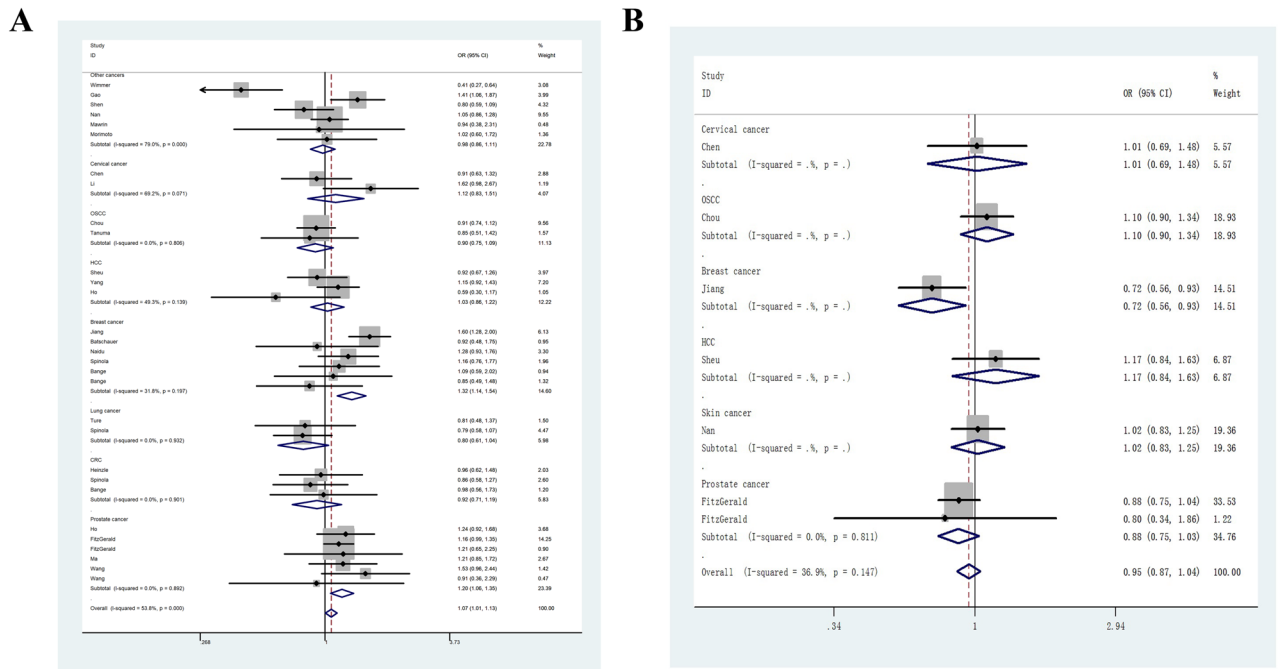 A
Study %
ID OR (95% CI) Weight
Other cancers
Wimmer 0.41 (0.27, 0.64) 3.08
Gao 1.41 (1.06, 1.87) 3.99
Shen 0.80 (0.59, 1.09) 4.32
Nan 1.05 (0.86, 1.28) 9.55
Mawrin 0.94 (0.38, 2.31) 0.48
Morimoto 1.02 (0.60, 1.72) 1.36
Subtotal (I-squared = 79.0%, p = 0.000) 0.98 (0.86, 1.11) 22.78
.
Cervical cancer
Chen 0.91 (0.63, 1.32) 2.88
Li 1.62 (0.98, 2.67) 1.19
Subtotal (I-squared = 69.2%, p = 0.071) 1.12 (0.83, 1.51) 4.07
.
OSCC
Chou 0.91 (0.74, 1.12) 9.56
Tanuma 0.85 (0.51, 1.42) 1.57
Subtotal (I-squared = 0.0%, p = 0.806) 0.90 (0.75, 1.09) 11.13
.
HCC
Sheu 0.92 (0.67, 1.26) 3.97
Yang 1.15 (0.92, 1.43) 7.20
Ho 0.59 (0.30, 1.17) 1.05
Subtotal (I-squared = 49.3%, p = 0.139) 1.03 (0.88, 1.22) 12.22
.
Breast cancer
Jiang 1.60 (1.28, 2.00) 6.13
Batschauer 0.92 (0.48, 1.75) 0.95
Naidu 1.28 (0.93, 1.76) 3.30
Spinola 1.16 (0.76, 1.77) 1.96
Bange 1.09 (0.59, 2.02) 0.94
Bange 0.85 (0.49, 1.48) 1.32
Subtotal (I-squared = 31.8%, p = 0.197) 1.32 (1.14, 1.54) 14.60
.
Lung cancer
Ture 0.81 (0.48, 1.37) 1.50
Spinola 0.79 (0.58, 1.07) 4.47
Subtotal (I-squared = 0.0%, p = 0.932) 0.80 (0.61, 1.04) 5.98
.
CRC
Heinzle 0.96 (0.62, 1.48) 2.03
Spinola 0.86 (0.58, 1.27) 2.60
Bange 0.98 (0.56, 1.73) 1.20
Subtotal (I-squared = 0.0%, p = 0.901) 0.92 (0.71, 1.19) 5.83
.
Prostate cancer
Ho 1.24 (0.92, 1.68) 3.68
FitzGerald 1.16 (0.99, 1.35) 14.25
FitzGerald 1.21 (0.65, 2.25) 0.90
Ma 1.21 (0.85, 1.72) 2.67
Wang 1.53 (0.96, 2.44) 1.42
Wang 0.91 (0.36, 2.29) 0.47
Subtotal (I-squared = 0.0%, p = 0.892) 1.20 (1.06, 1.35) 23.39
.
Overall (I-squared = 53.8%, p = 0.000) 1.07 (1.01, 1.13) 100.00
.268 1 3.73
B
Study %
ID OR (95% CI) Weight
Cervical cancer
Chen 1.01 (0.69, 1.48) 5.57
Subtotal (I-squared = .%, p = .) 1.01 (0.69, 1.48) 5.57
.
OSCC
Chou 1.10 (0.90, 1.34) 18.93
Subtotal (I-squared = .%, p = .) 1.10 (0.90, 1.34) 18.93
.
Breast cancer
Jiang 0.72 (0.56, 0.93) 14.51
Subtotal (I-squared = .%, p = .) 0.72 (0.56, 0.93) 14.51
.
HCC
Sheu 1.17 (0.84, 1.63) 6.87
Subtotal (I-squared = .%, p = .) 1.17 (0.84, 1.63) 6.87
.
Skin cancer
Nan 1.02 (0.83, 1.25) 19.36
Subtotal (I-squared = .%, p = .) 1.02 (0.83, 1.25) 19.36
.
Prostate cancer
FitzGerald 0.88 (0.75, 1.04) 33.53
FitzGerald 0.80 (0.34, 1.86) 1.22
Subtotal (I-squared = 0.0%, p = 0.811) 0.88 (0.75, 1.03) 34.76
.
Overall (I-squared = 36.9%, p = 0.147) 0.95 (0.87, 1.04) 100.00
.34 1 2.94